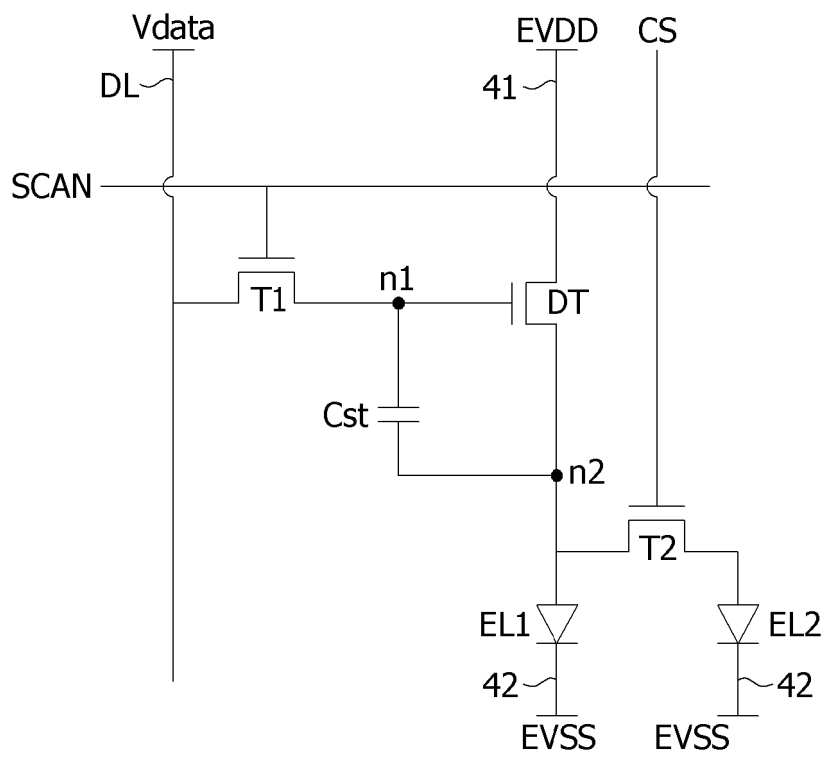 Vdata
EVDD
CS
DL
41
SCAN
n1
T1
DT
Cst
n2
T2
EL1
EL2
42
42
EVSS
EVSS